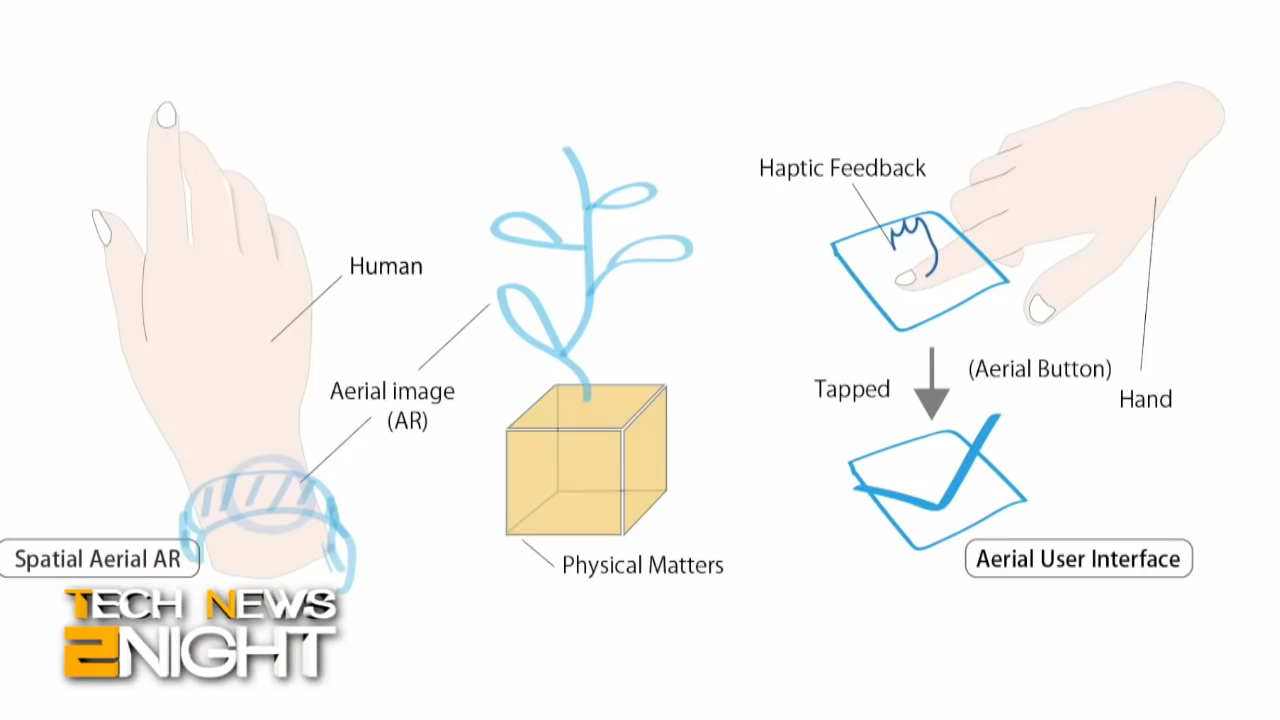 Human
Aerial image
(AR)
Spatial Aerial AR
Physical Matters
Haptic Feedback
Tapped
(Aerial Button)
Hand
Aerial User Interface
TECH NEWS
2NIGHT